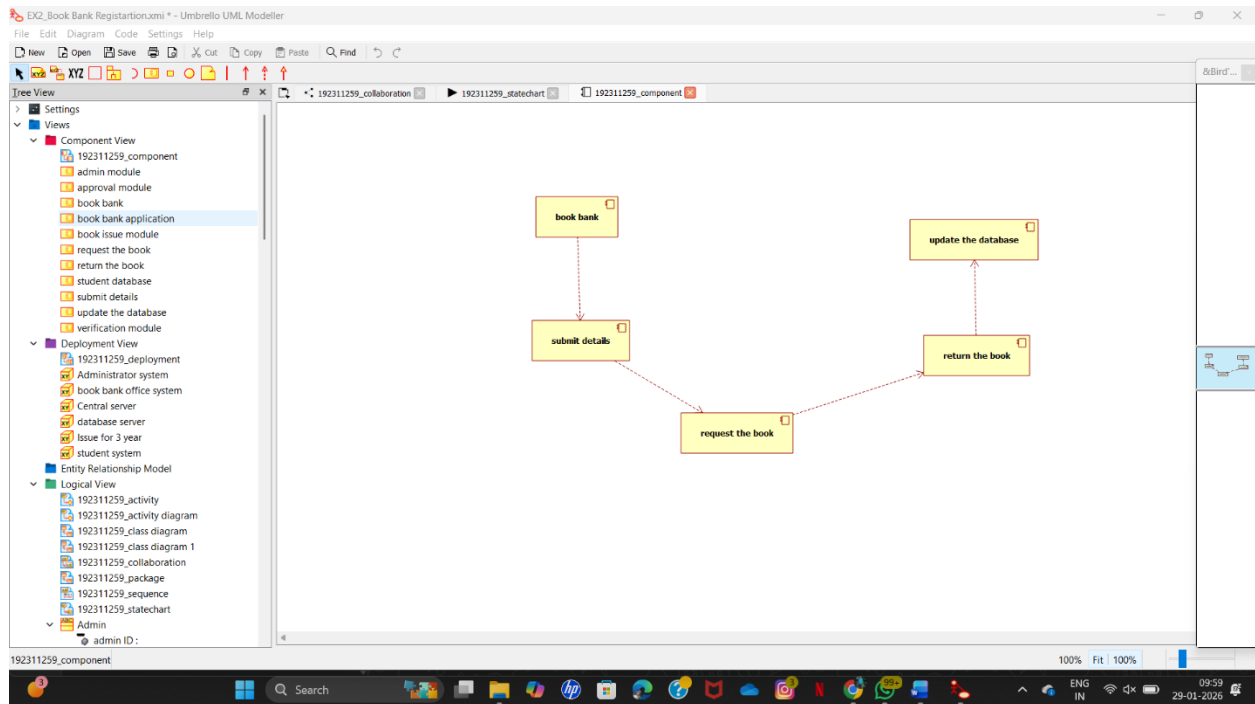 EX2_Book Bank Registartion.xmi * - Umbrello UML Modeller
File Edit Diagram Code Settings Help
New Open Save Cut Copy Paste Find
XYZ XYZ
&Bird'...
Tree View
192311259_collaboration 192311259_statechart 192311259_component
Settings
Views
Component View
192311259_component
admin module
approval module
book bank
book bank application
book issue module
request the book
return the book
student database
submit details
update the database
verification module
Deployment View
192311259_deployment
Administrator system
book bank office system
Central server
database server
Issue for 3 year
student system
Entity Relationship Model
Logical View
192311259_activity
192311259_activity diagram
192311259_class diagram
192311259_class diagram 1
192311259_collaboration
192311259_package
192311259_sequence
192311259_statechart
Admin
admin ID :
book bank
update the database
submit details
return the book
request the book
192311259_component
100% Fit 100%
3
Search
3
99+
ENG
IN
09:59
29-01-2026